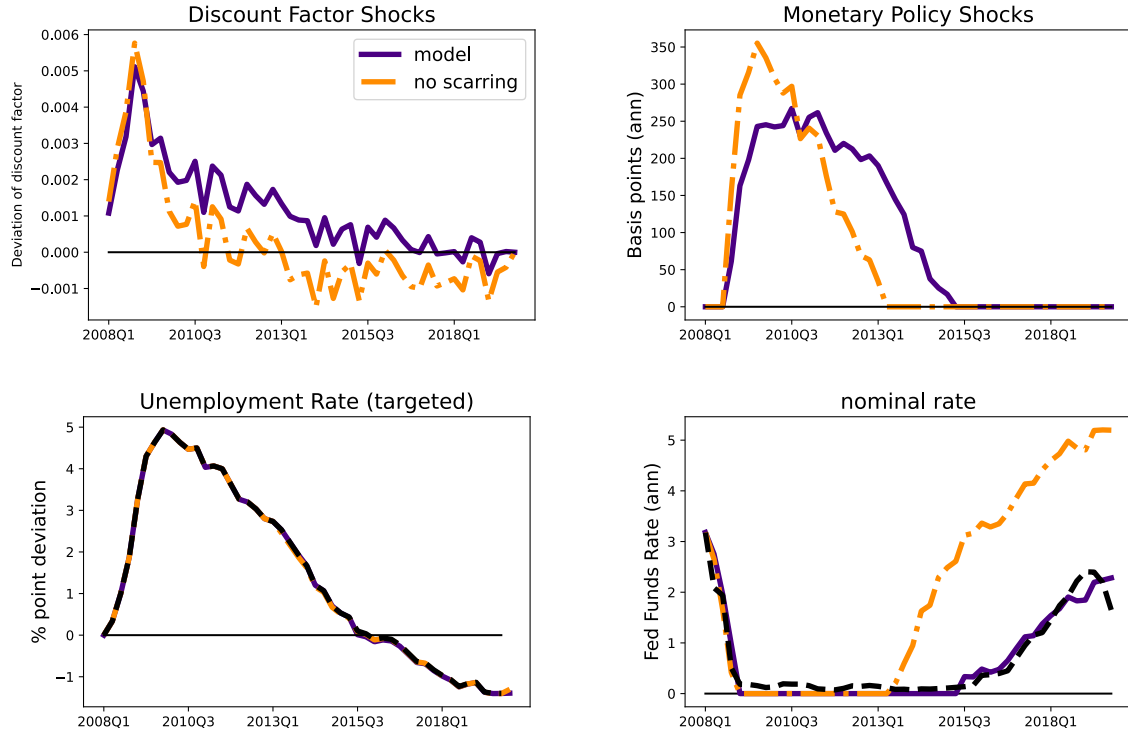 Discount Factor Shocks
Deviation of discount factor
0.006
0.005
0.004
0.003
0.002
0.001
0.000
−0.001
model
no scarring
2008Q1 2010Q3 2013Q1 2015Q3 2018Q1
Monetary Policy Shocks
Basis points (ann)
350
300
250
200
150
100
50
0
2008Q1 2010Q3 2013Q1 2015Q3 2018Q1
Unemployment Rate (targeted)
% point deviation
5
4
3
2
1
0
−1
2008Q1 2010Q3 2013Q1 2015Q3 2018Q1
nominal rate
Fed Funds Rate (ann)
5
4
3
2
1
0
2008Q1 2010Q3 2013Q1 2015Q3 2018Q1